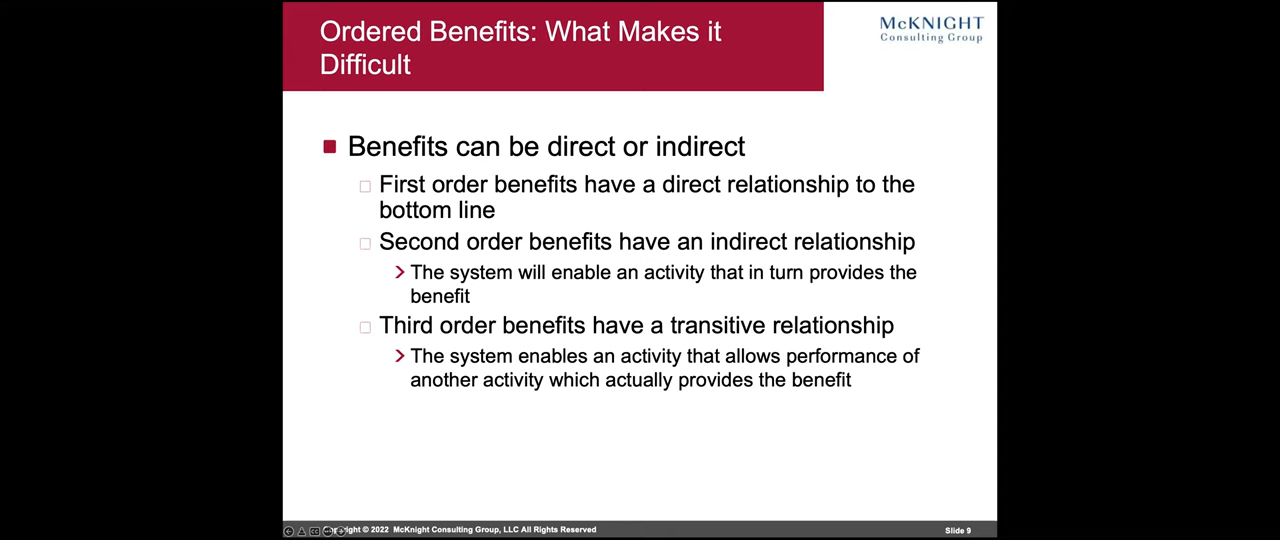 Ordered Benefits: What Makes it
Difficult
McKNIGHT
Consulting Group
Benefits can be direct or indirect
First order benefits have a direct relationship to the
bottom line
Second order benefits have an indirect relationship
The system will enable an activity that in turn provides the
benefit
Third order benefits have a transitive relationship
The system enables an activity that allows performance of
another activity which actually provides the benefit
Copyright © 2022 McKnight Consulting Group, LLC All Rights Reserved
Slide 9